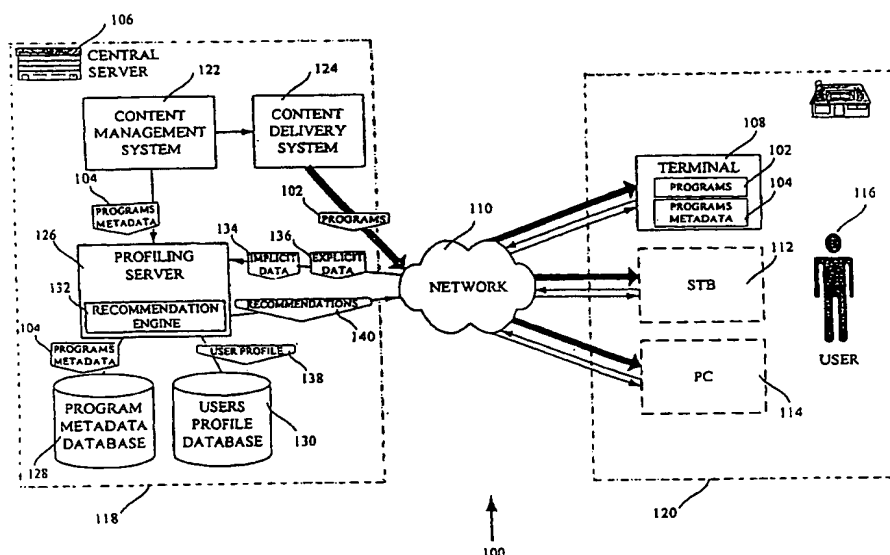 106
CENTRAL
SERVER
122
124
CONTENT
MANAGEMENT
SYSTEM
CONTENT
DELIVERY
SYSTEM
104
PROGRAMS
METADATA
102
PROGRAMS
126
134
136
IMPLICIT
DATA
EXPLICIT
DATA
PROFILING
SERVER
132
RECOMMENDATION
ENGINE
RECOMMENDATIONS
140
104
PROGRAMS
METADATA
USER PROFILE
138
PROGRAM
METADATA
DATABASE
128
USERS
PROFILE
DATABASE
130
118
110
NETWORK
108
TERMINAL
102
PROGRAMS
104
PROGRAMS
METADATA
112
STB
116
USER
PC
114
120
100